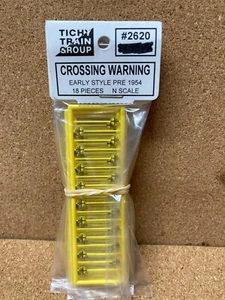 TICHY
TRAIN
GROUP
#2620
CROSSING WARNING
EARLY STYLE PRE 1954
18 PIECES N SCALE